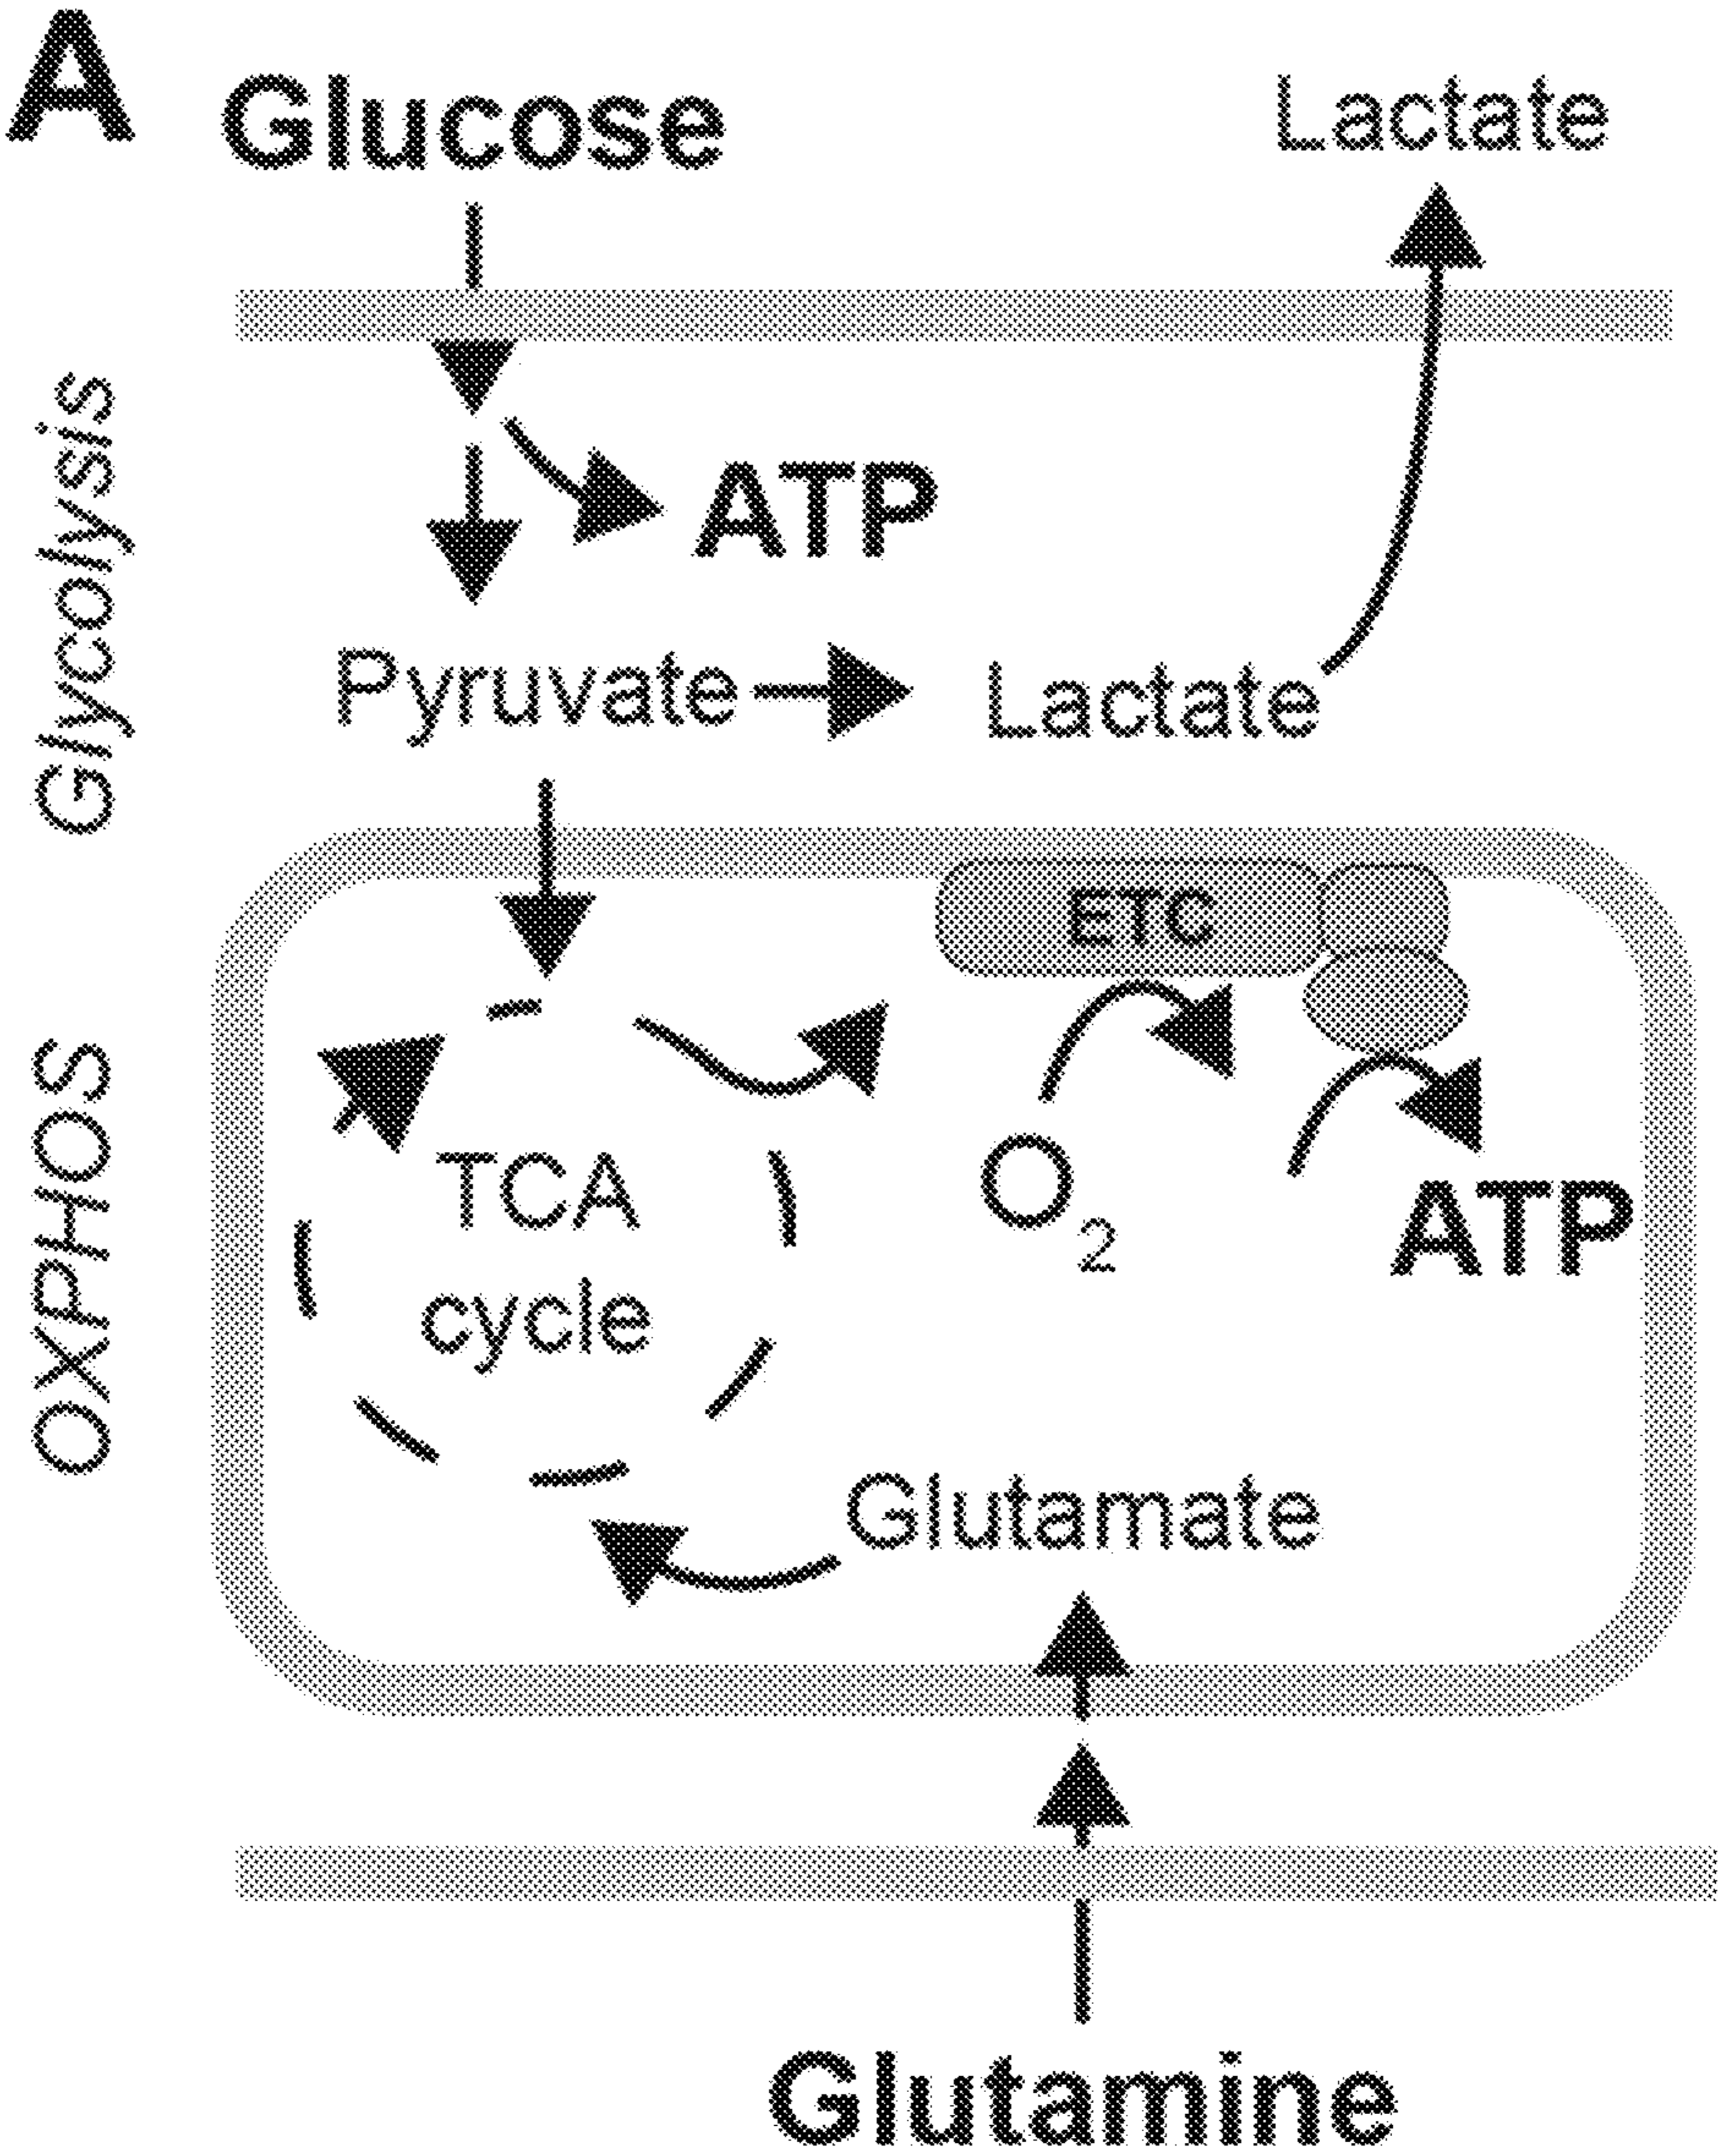 A
Glucose
Lactate
Glycolysis
ATP
Pyruvate
Lactate
OXPHOS
ETC
TCA
cycle
O2
ATP
Glutamate
Glutamine